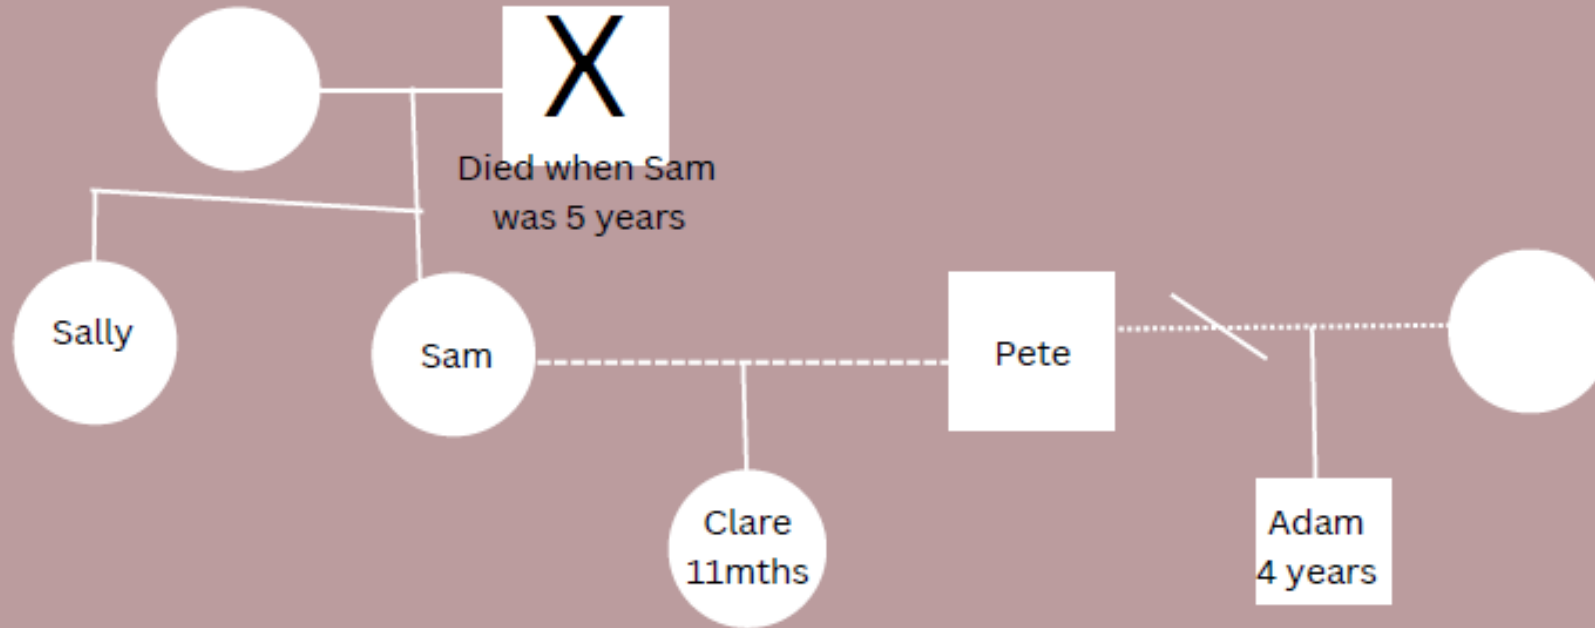 X
Died when Sam
was 5 years
Sally
Sam
Pete
Clare
11mths
Adam
4 years